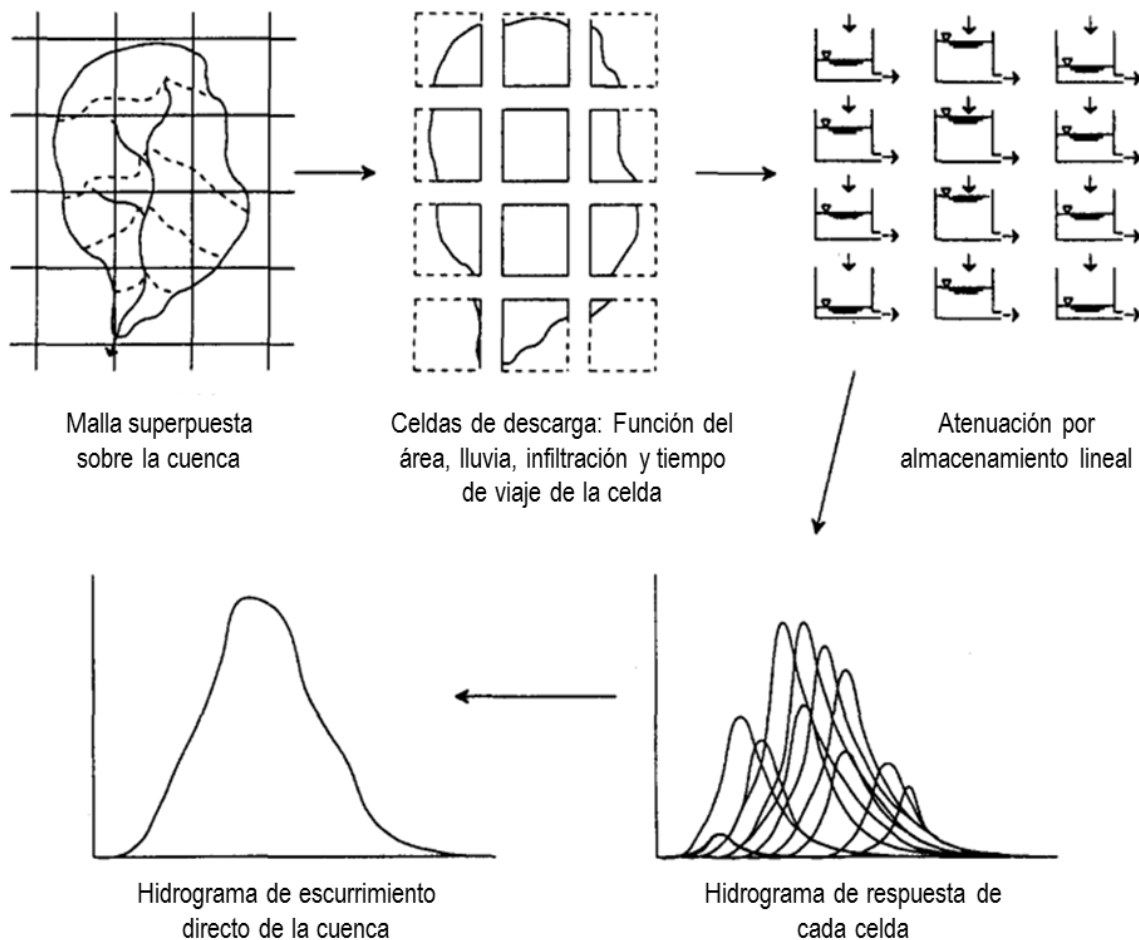 Malla superpuesta
sobre la cuenca
Celdas de descarga: Función del
área, lluvia, infiltración y tiempo
de viaje de la celda
Atenuación por
almacenamiento lineal
Hidrograma de escurrimiento
directo de la cuenca
Hidrograma de respuesta de
cada celda